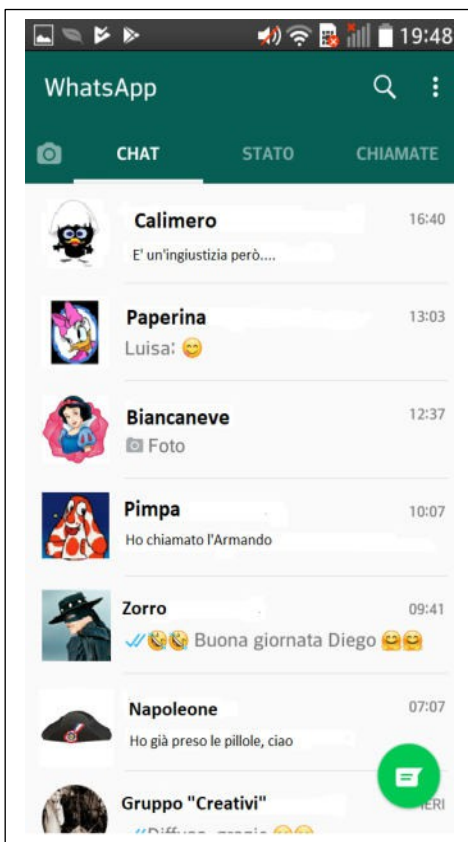 19:48
WhatsApp
CHAT STATO CHIAMATE
Calimero 16:40
E' un'ingiustizia però....
Paperina 13:03
Luisa: 😋
Biancaneve 12:37
Foto
Pimpa 10:07
Ho chiamato l'Armando
Zorro 09:41
Buona giornata Diego 🤗🤗
Napoleone 07:07
Ho già preso le pillole, ciao
Gruppo "Creativi" IERI